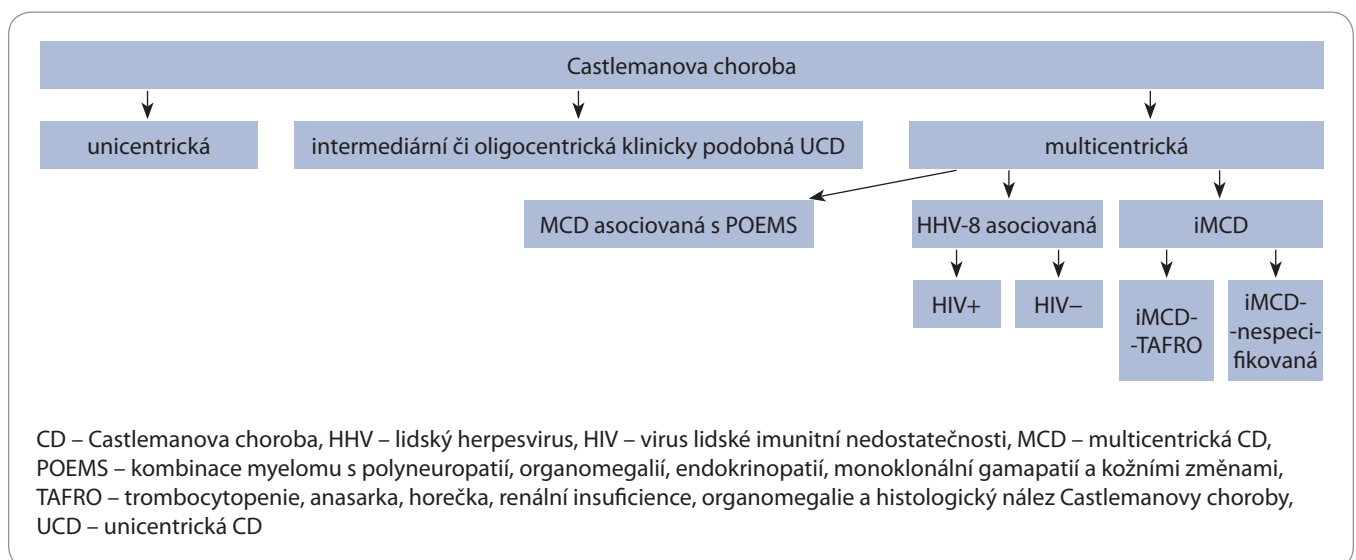 Castlemanova choroba
unicentrická
intermediární či oligocentrická klinicky podobná UCD
multicentrická
MCD asociovaná s POEMS
HHV-8 asociovaná
iMCD
HIV+
HIV–
iMCD-
-TAFRO
iMCD-
-nespeci-
fikovaná
CD – Castlemanova choroba, HHV – lidský herpesvirus, HIV – virus lidské imunitní nedostatečnosti, MCD – multicentrická CD,
POEMS – kombinace myelomu s polyneuropatií, organomegalií, endokrinopatií, monoklonální gamapatií a kožními změnami,
TAFRO – trombocytopenie, anasarka, horečka, renální insuficience, organomegalie a histologický nález Castlemanovy choroby,
UCD – unicentrická CD